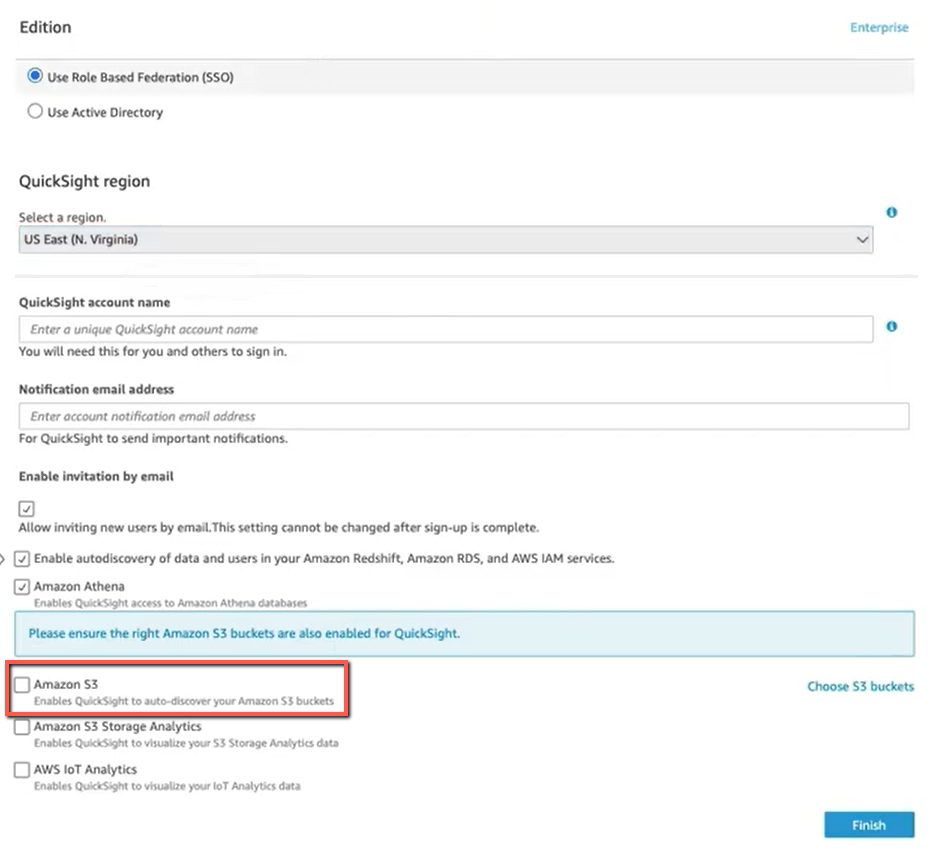 Edition
Enterprise
Use Role Based Federation (SSO)
Use Active Directory
QuickSight region
Select a region.
US East (N. Virginia)
QuickSight account name
Enter a unique QuickSight account name
You will need this for you and others to sign in.
Notification email address
Enter account notification email address
For QuickSight to send important notifications.
Enable invitation by email
Allow inviting new users by email.This setting cannot be changed after sign-up is complete.
Enable autodiscovery of data and users in your Amazon Redshift, Amazon RDS, and AWS IAM services.
Amazon Athena
Enables QuickSight access to Amazon Athena databases
Please ensure the right Amazon S3 buckets are also enabled for QuickSight.
Amazon S3
Choose S3 buckets
Enables QuickSight to auto-discover your Amazon S3 buckets
Amazon S3 Storage Analytics
Enables QuickSight to visualize your S3 Storage Analytics data
AWS IoT Analytics
Enables QuickSight to visualize your IoT Analytics data
Finish